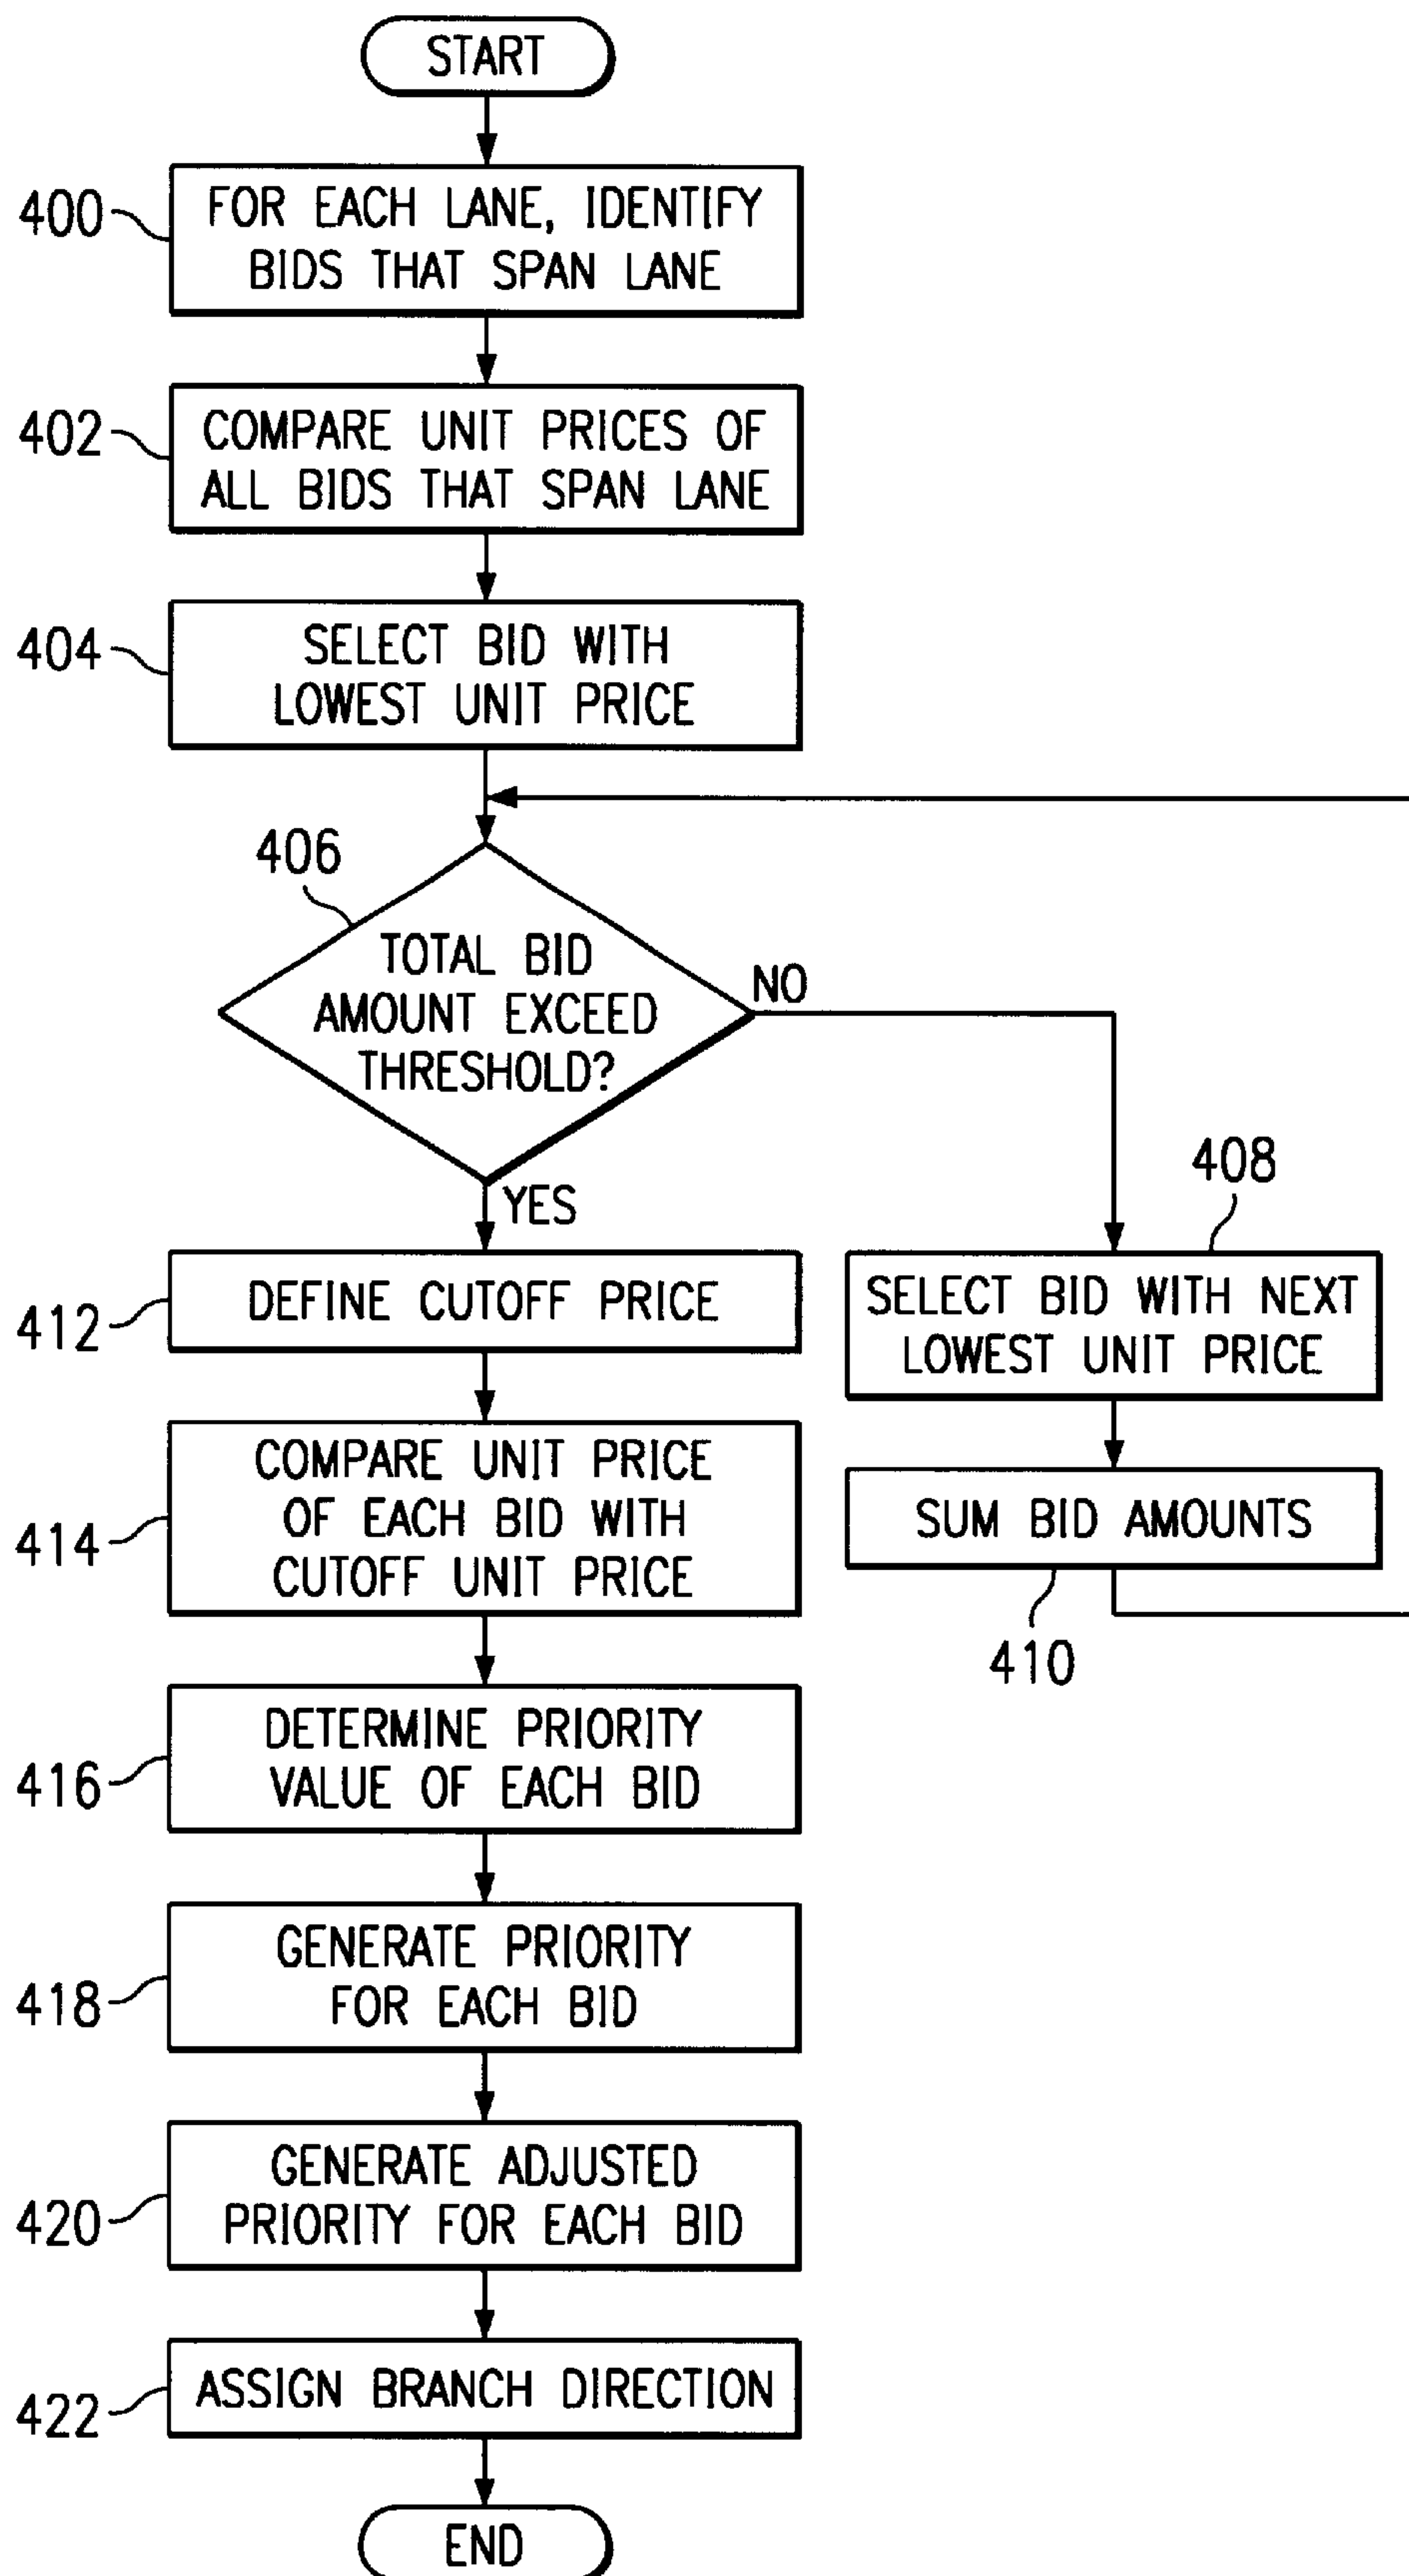 START
400
FOR EACH LANE, IDENTIFY
BIDS THAT SPAN LANE
402
COMPARE UNIT PRICES OF
ALL BIDS THAT SPAN LANE
404
SELECT BID WITH
LOWEST UNIT PRICE
406
TOTAL BID
AMOUNT EXCEED
THRESHOLD?
NO
YES
408
SELECT BID WITH NEXT
LOWEST UNIT PRICE
SUM BID AMOUNTS
410
412
DEFINE CUTOFF PRICE
414
COMPARE UNIT PRICE
OF EACH BID WITH
CUTOFF UNIT PRICE
416
DETERMINE PRIORITY
VALUE OF EACH BID
418
GENERATE PRIORITY
FOR EACH BID
420
GENERATE ADJUSTED
PRIORITY FOR EACH BID
422
ASSIGN BRANCH DIRECTION
END